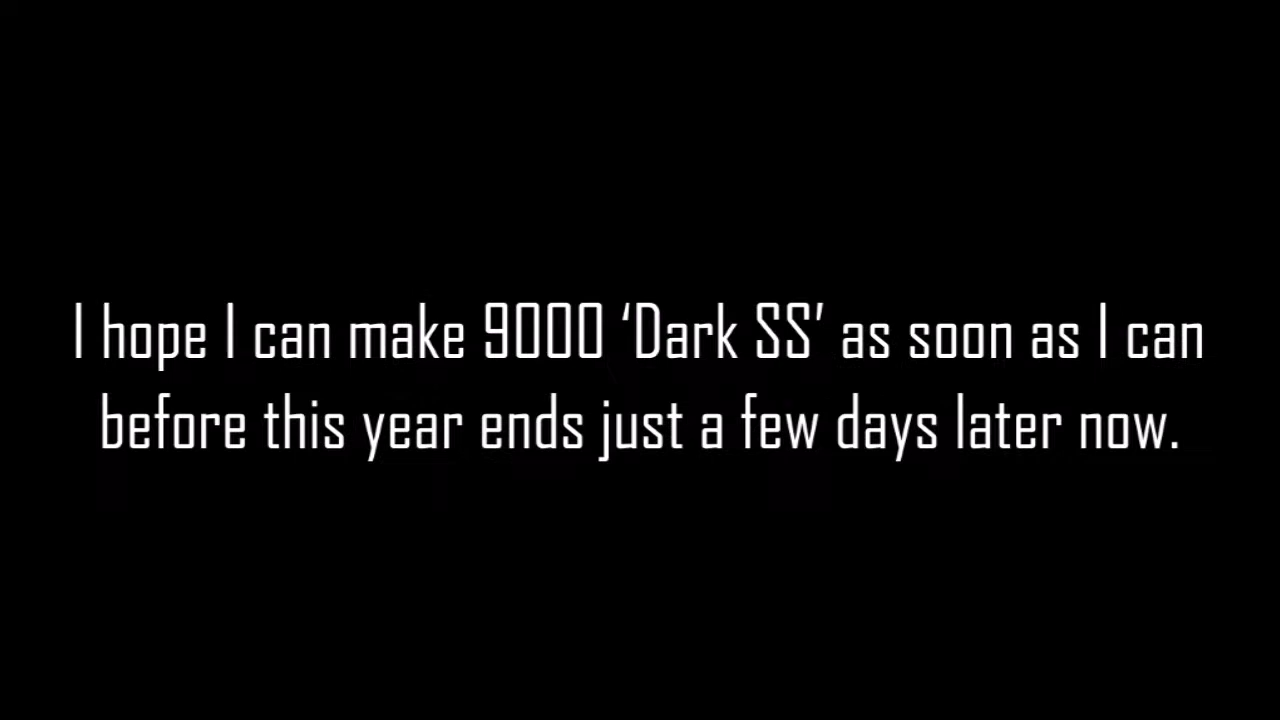 I hope I can make 9000 ‘Dark SS’ as soon as I can
before this year ends just a few days later now.